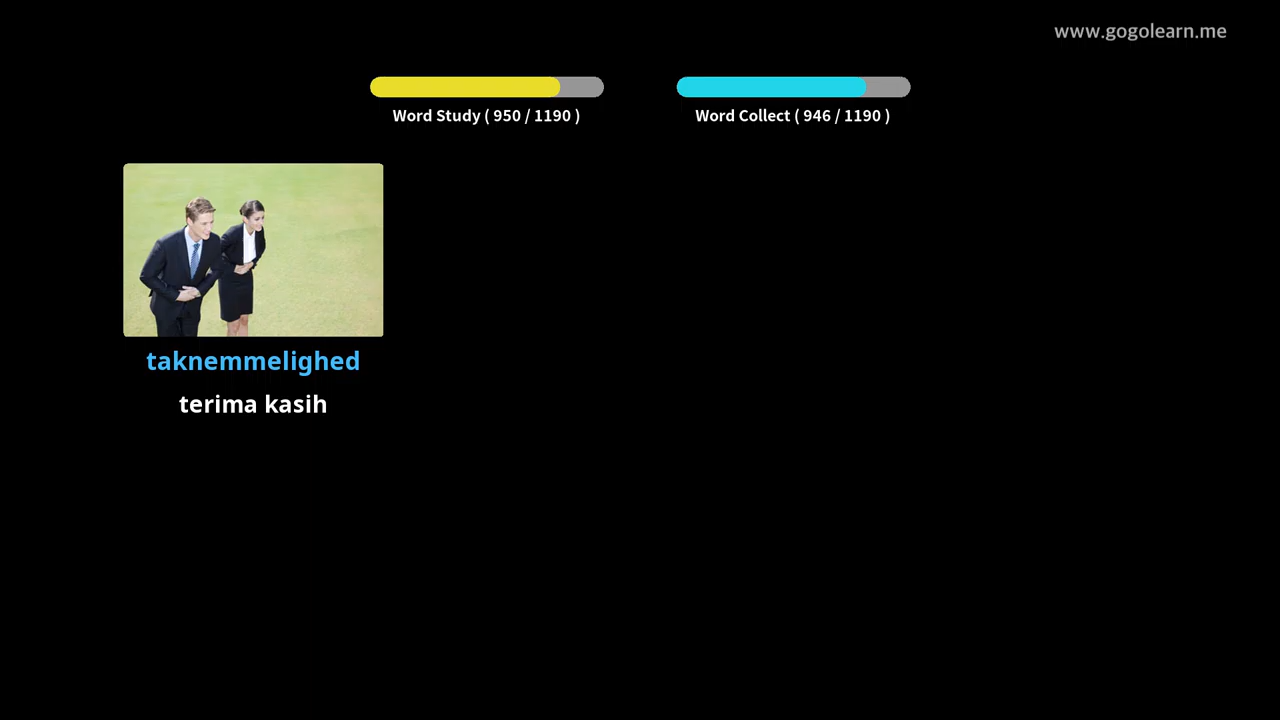 www.gogolearn.me
Word Study ( 950 / 1190 )
Word Collect ( 946 / 1190 )
taknemmelighed
terima kasih